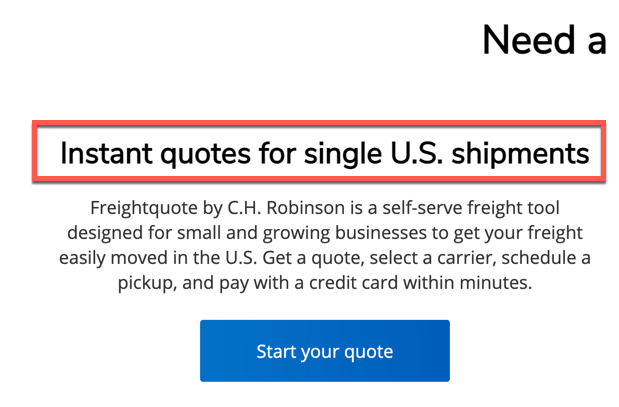 Need a
Instant quotes for single U.S. shipments
Freightquote by C.H. Robinson is a self-serve freight tool
designed for small and growing businesses to get your freight
easily moved in the U.S. Get a quote, select a carrier, schedule a
pickup, and pay with a credit card within minutes.
Start your quote